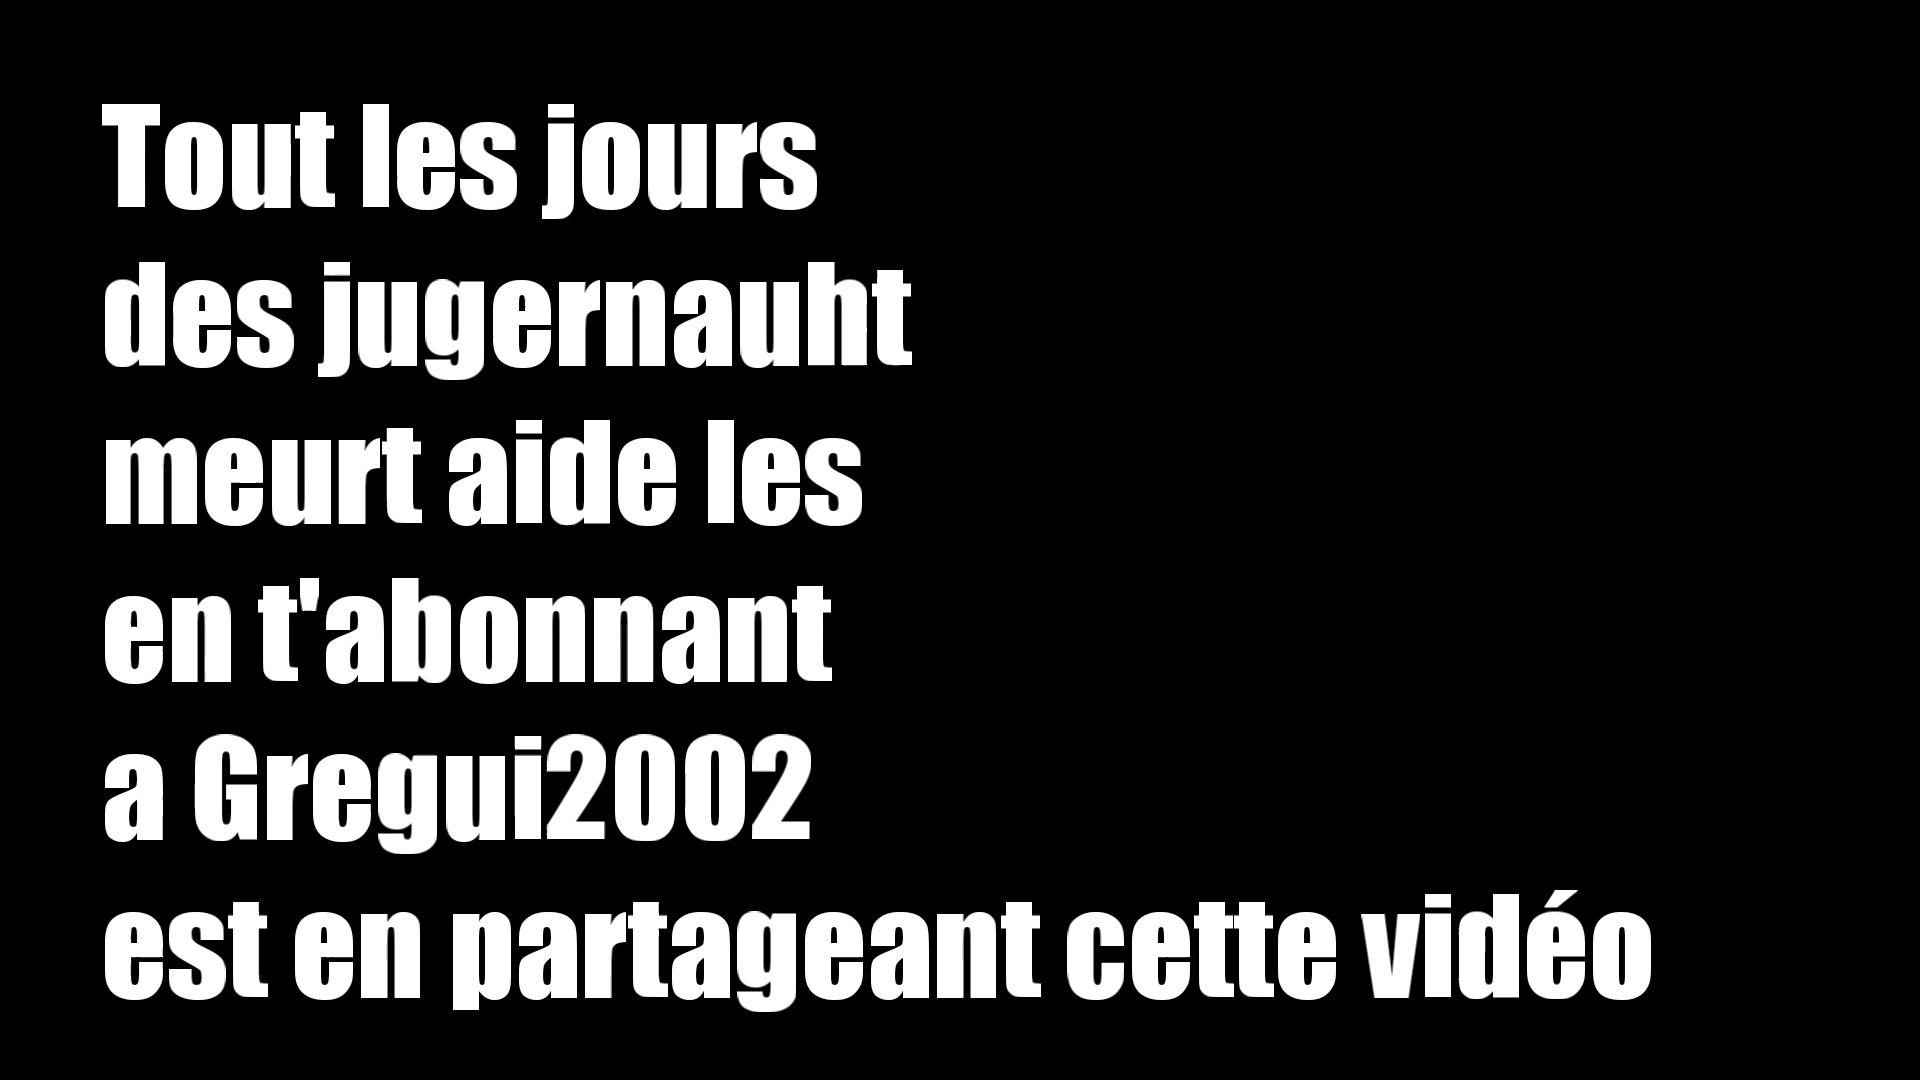 Tout les jours
des jugernauht
meurt aide les
en t'abonnant
a Gregui2002
est en partageant cette vidéo